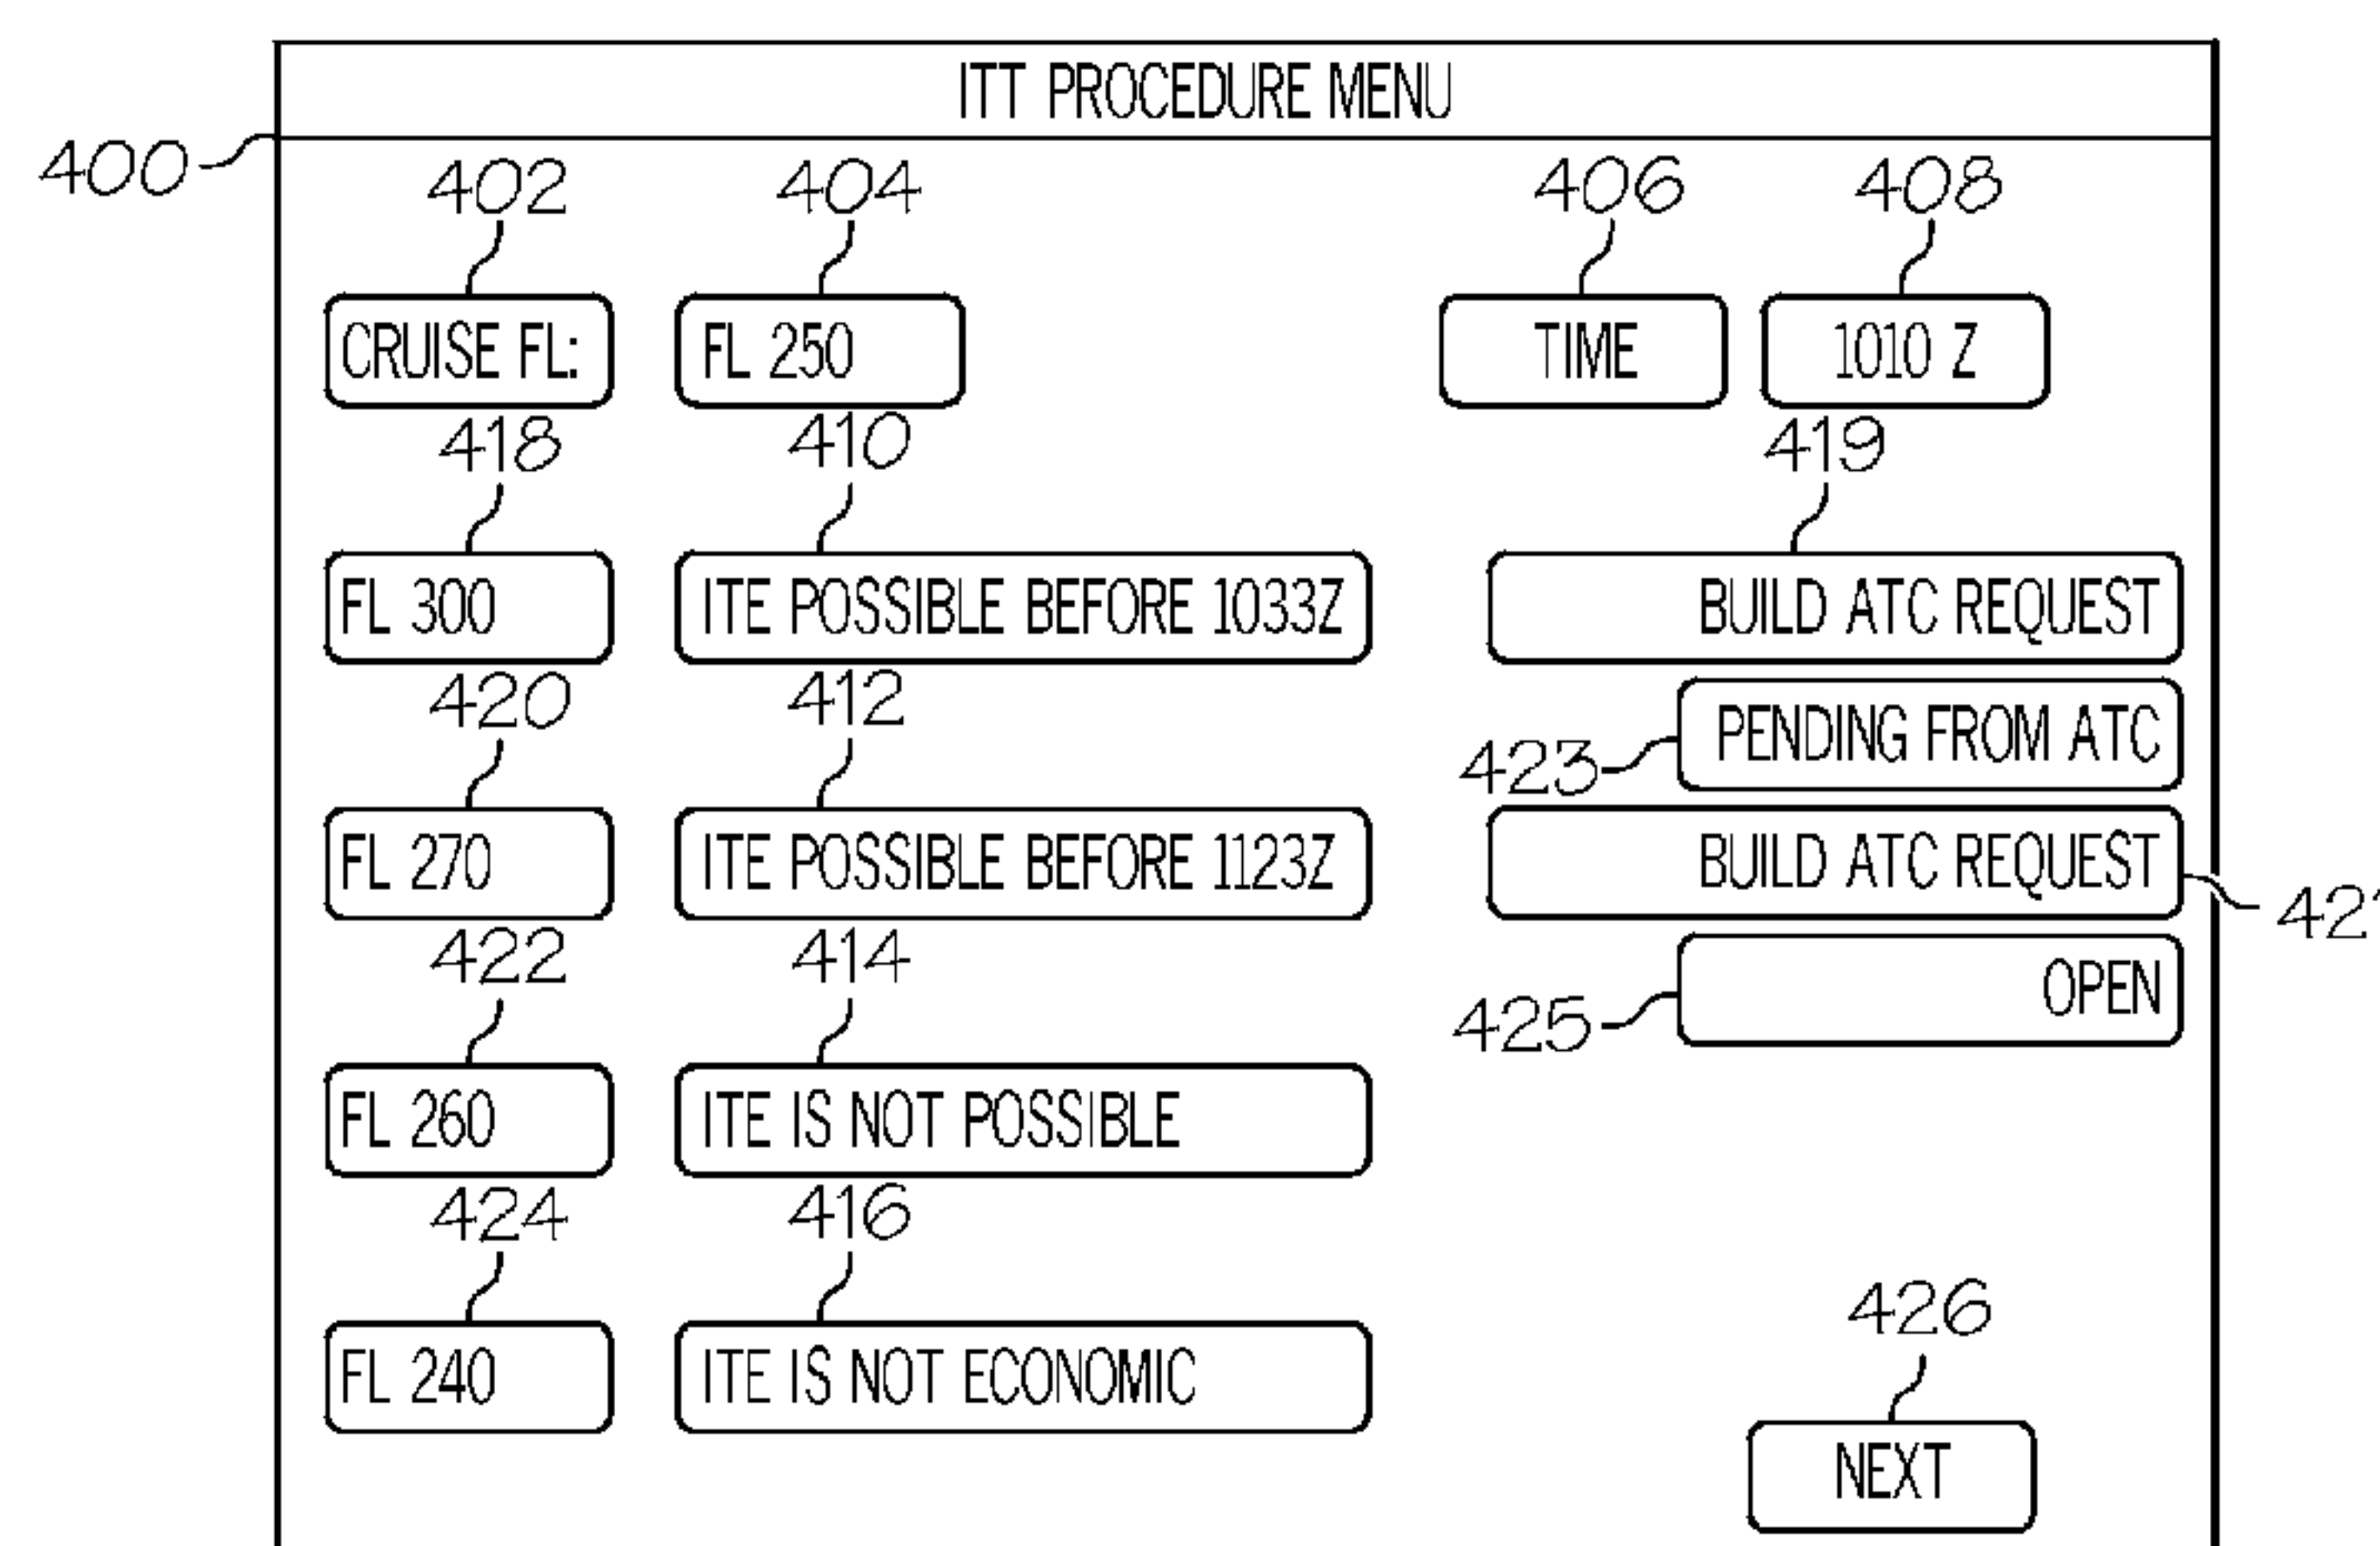 ITT PROCEDURE MENU
400
402 404 406 408
CRUISE FL: FL 250 TIME 1010 Z
418 410 419
FL 300 ITE POSSIBLE BEFORE 1033Z BUILD ATC REQUEST
420 412 423 PENDING FROM ATC
FL 270 ITE POSSIBLE BEFORE 1123Z BUILD ATC REQUEST
422 414 425 OPEN
FL 260 ITE IS NOT POSSIBLE
424 416
FL 240 ITE IS NOT ECONOMIC
426
NEXT